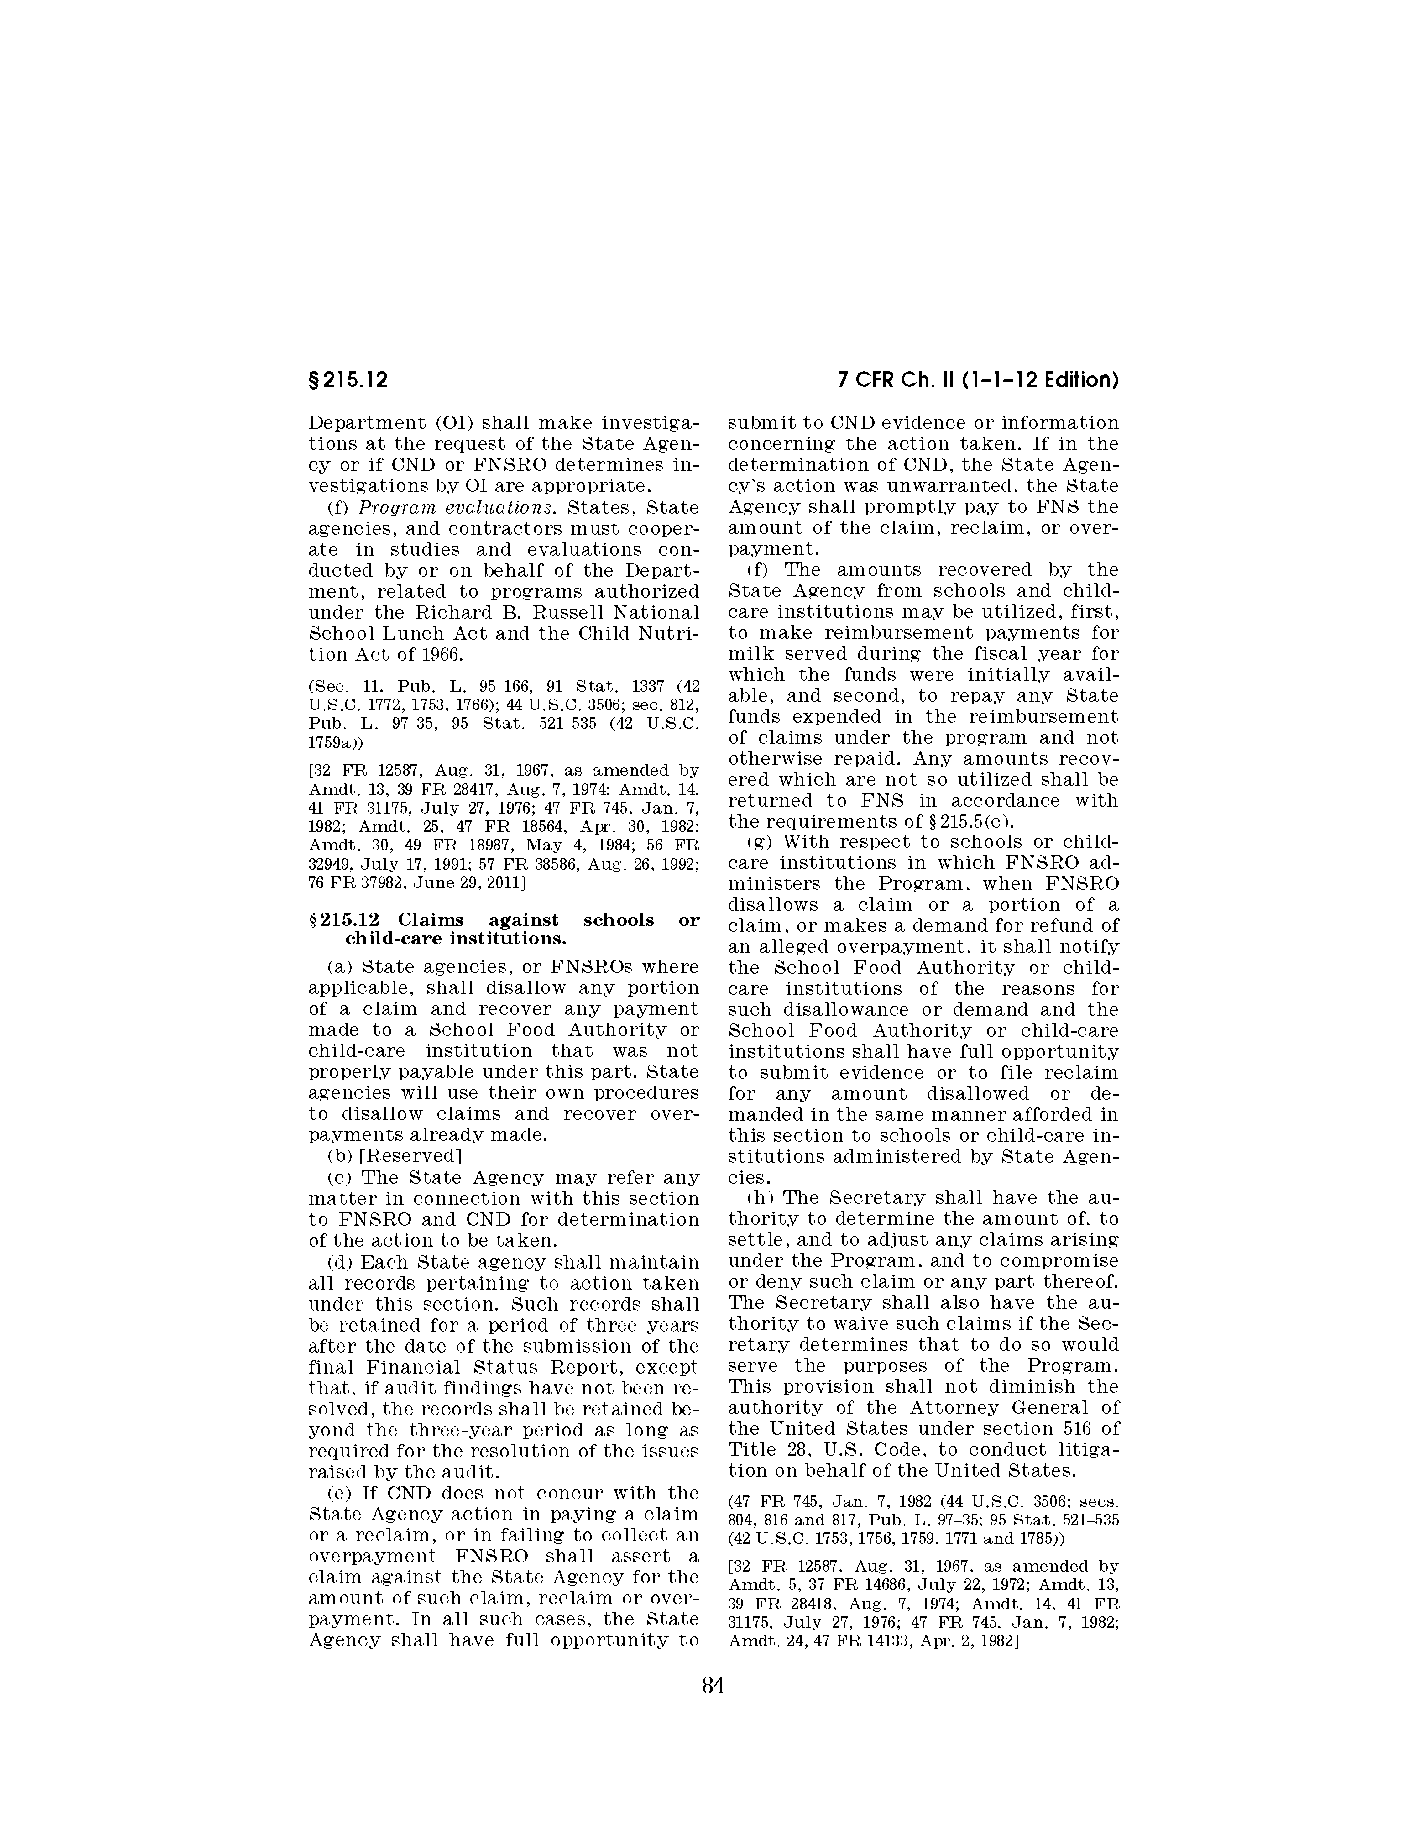 § 215.12
7 CFR Ch. II (1–1–12 Edition)
Department (OI) shall make investiga-
tions at the request of the State Agen-
cy or if CND or FNSRO determines in-
vestigations by OI are appropriate.
(f) Program evaluations. States, State
agencies, and contractors must cooper-
ate in studies and evaluations con-
ducted by or on behalf of the Depart-
ment, related to programs authorized
under the Richard B. Russell National
School Lunch Act and the Child Nutri-
tion Act of 1966.
(Sec. 11, Pub. L. 95–166, 91 Stat. 1337 (42
U.S.C. 1772, 1753, 1766); 44 U.S.C. 3506; sec. 812,
Pub. L. 97–35, 95 Stat. 521–535 (42 U.S.C.
1759a))
[32 FR 12587, Aug. 31, 1967, as amended by
Amdt. 13, 39 FR 28417, Aug. 7, 1974; Amdt. 14,
41 FR 31175, July 27, 1976; 47 FR 745, Jan. 7,
1982; Amdt. 25, 47 FR 18564, Apr. 30, 1982;
Amdt. 30, 49 FR 18987, May 4, 1984; 56 FR
32949, July 17, 1991; 57 FR 38586, Aug. 26, 1992;
76 FR 37982, June 29, 2011]
§ 215.12 Claims against schools or
child-care institutions.
(a) State agencies, or FNSROs where
applicable, shall disallow any portion
of a claim and recover any payment
made to a School Food Authority or
child-care institution that was not
properly payable under this part. State
agencies will use their own procedures
to disallow claims and recover over-
payments already made.
(b) [Reserved]
(c) The State Agency may refer any
matter in connection with this section
to FNSRO and CND for determination
of the action to be taken.
(d) Each State agency shall maintain
all records pertaining to action taken
under this section. Such records shall
be retained for a period of three years
after the date of the submission of the
final Financial Status Report, except
that, if audit findings have not been re-
solved, the records shall be retained be-
yond the three-year period as long as
required for the resolution of the issues
raised by the audit.
(e) If CND does not concur with the
State Agency action in paying a claim
or a reclaim, or in failing to collect an
overpayment FNSRO shall assert a
claim against the State Agency for the
amount of such claim, reclaim or over-
payment. In all such cases, the State
Agency shall have full opportunity to
submit to CND evidence or information
concerning the action taken. If in the
determination of CND, the State Agen-
cy's action was unwarranted, the State
Agency shall promptly pay to FNS the
amount of the claim, reclaim, or over-
payment.
(f) The amounts recovered by the
State Agency from schools and child-
care institutions may be utilized, first,
to make reimbursement payments for
milk served during the fiscal year for
which the funds were initially avail-
able, and second, to repay any State
funds expended in the reimbursement
of claims under the program and not
otherwise repaid. Any amounts recov-
ered which are not so utilized shall be
returned to FNS in accordance with
the requirements of § 215.5(c).
(g) With respect to schools or child-
care institutions in which FNSRO ad-
ministers the Program, when FNSRO
disallows a claim or a portion of a
claim, or makes a demand for refund of
an alleged overpayment, it shall notify
the School Food Authority or child-
care institutions of the reasons for
such disallowance or demand and the
School Food Authority or child-care
institutions shall have full opportunity
to submit evidence or to file reclaim
for any amount disallowed or de-
manded in the same manner afforded in
this section to schools or child-care in-
stitutions administered by State Agen-
cies.
(h) The Secretary shall have the au-
thority to determine the amount of, to
settle, and to adjust any claims arising
under the Program, and to compromise
or deny such claim or any part thereof.
The Secretary shall also have the au-
thority to waive such claims if the Sec-
retary determines that to do so would
serve the purposes of the Program.
This provision shall not diminish the
authority of the Attorney General of
the United States under section 516 of
Title 28, U.S. Code, to conduct litiga-
tion on behalf of the United States.
(47 FR 745, Jan. 7, 1982 (44 U.S.C. 3506; secs.
804, 816 and 817, Pub. L. 97–35; 95 Stat. 521–535
(42 U.S.C. 1753, 1756, 1759, 1771 and 1785))
[32 FR 12587, Aug. 31, 1967, as amended by
Amdt. 5, 37 FR 14686, July 22, 1972; Amdt. 13,
39 FR 28418, Aug. 7, 1974; Amdt. 14, 41 FR
31175, July 27, 1976; 47 FR 745, Jan. 7, 1982;
Amdt. 24, 47 FR 14133, Apr. 2, 1982]
84